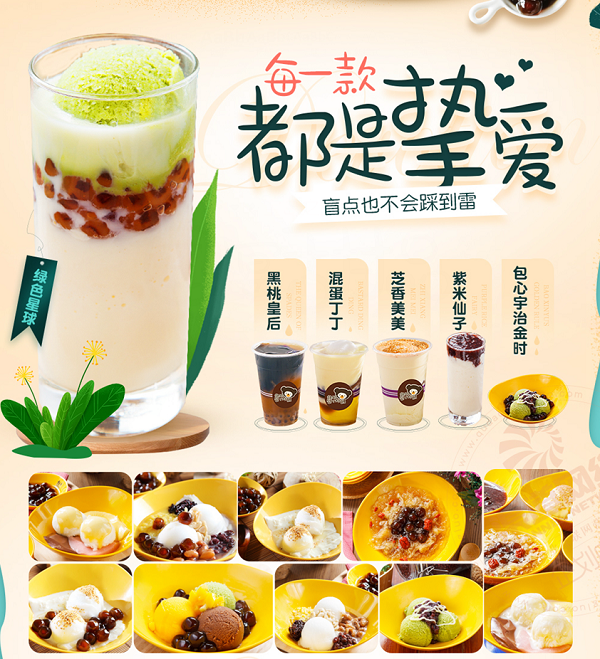 每一款
都是挚爱
盲点也不会踩到雷
绿色星球
黑桃皇后
混蛋丁丁
芝香美美
紫米仙子
包心宇治金时